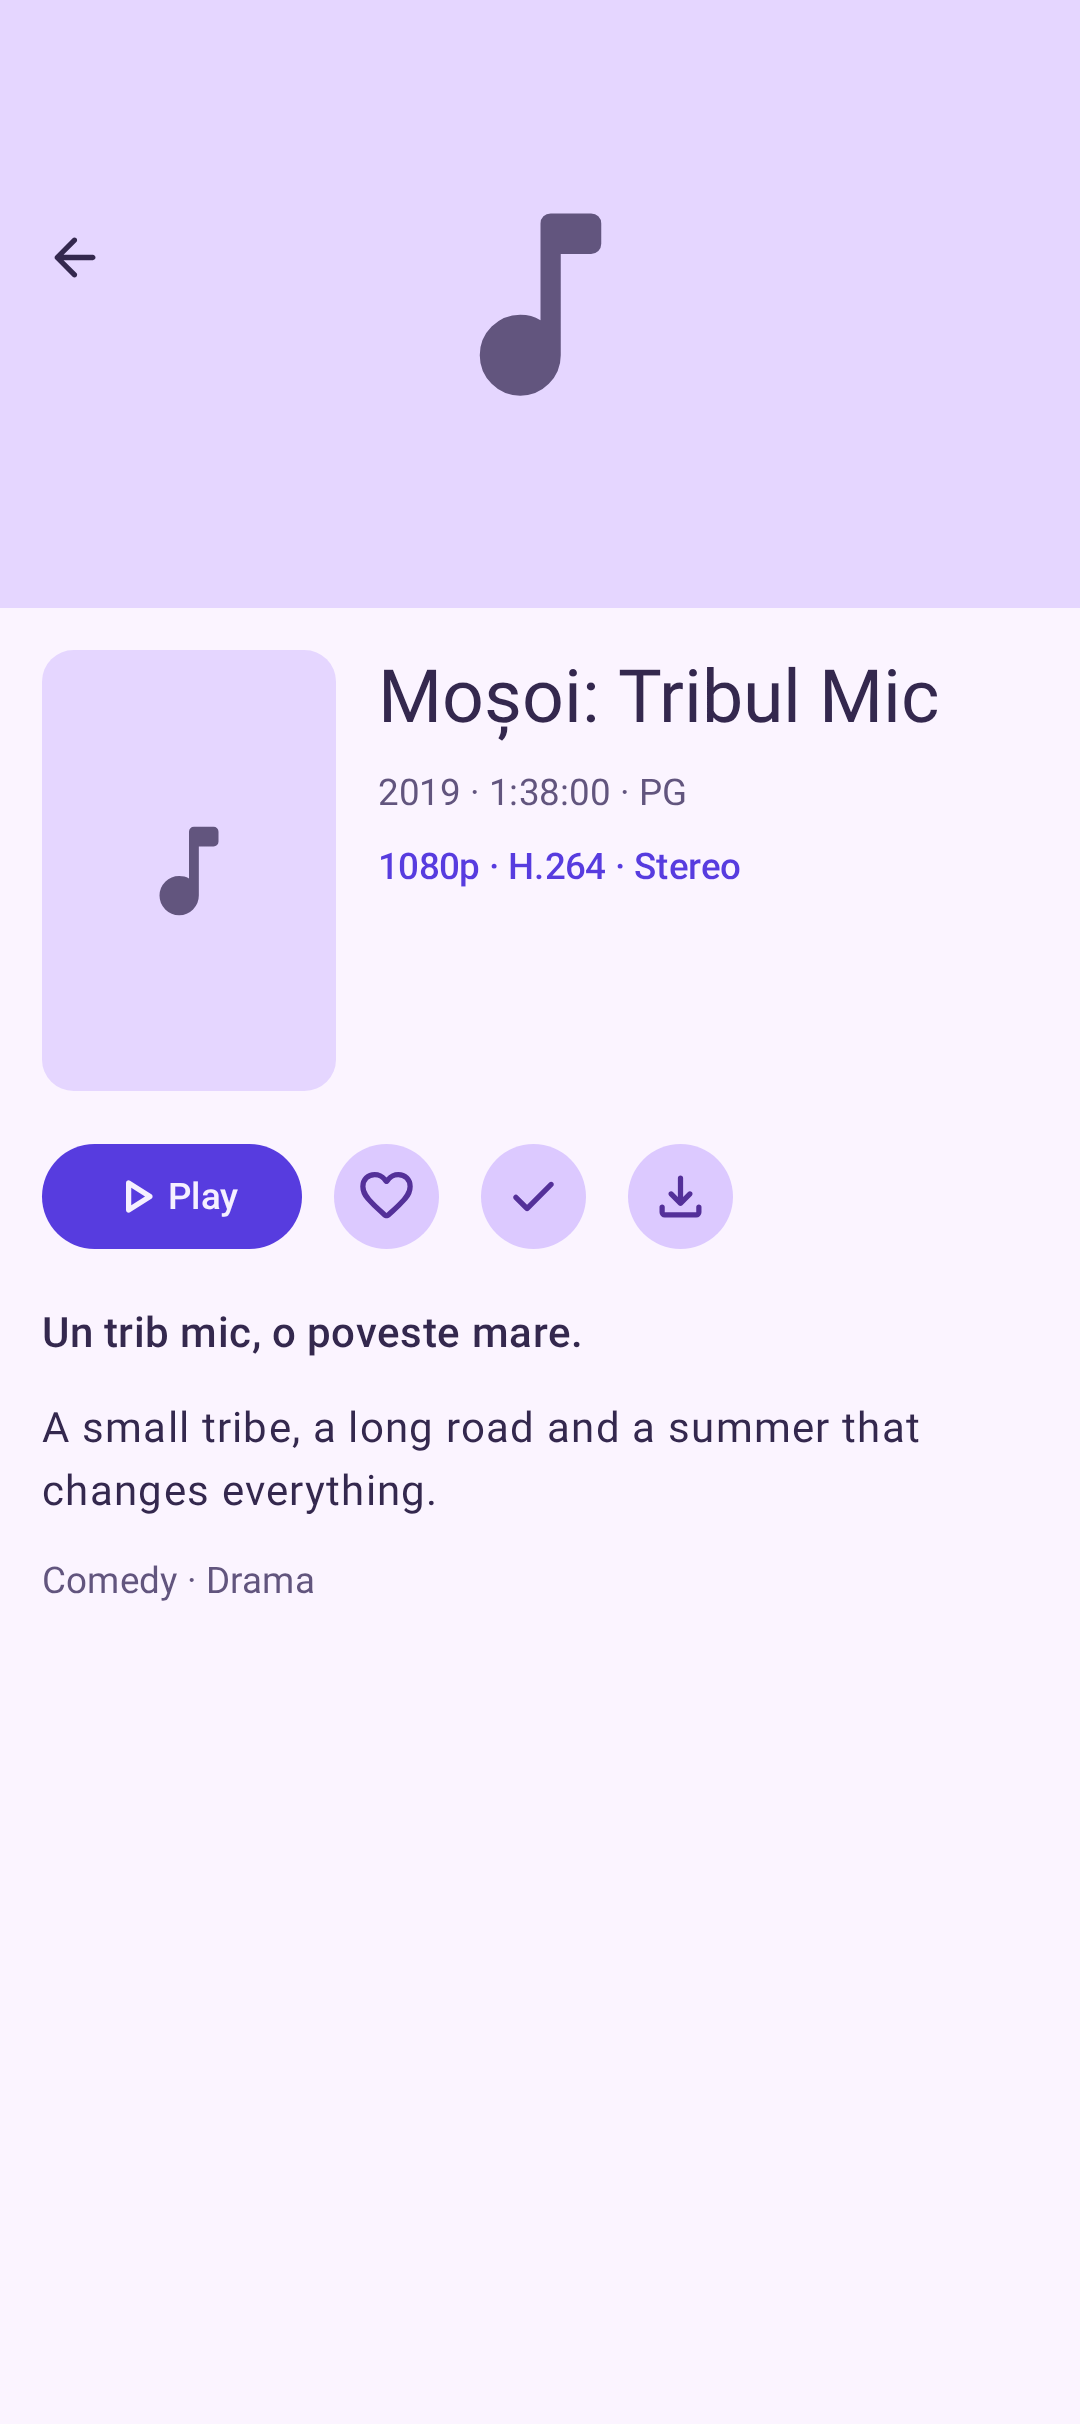 Moșoi: Tribul Mic
2019 · 1:38:00 · PG
1080p · H.264 · Stereo
Play
Un trib mic, o poveste mare.
A small tribe, a long road and a summer that
changes everything.
Comedy · Drama